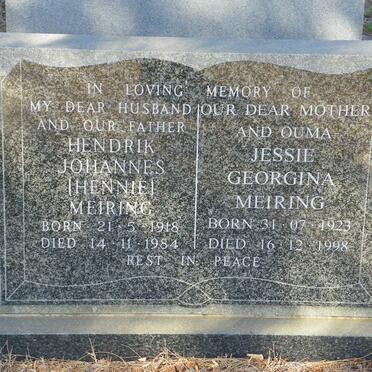 IN LOVING MEMORY OF
MY DEAR HUSBAND
AND OUR FATHER
HENDRIK
JOHANNES
[HENNIE]
MEIRING
BORN 21·5·1918
DIED 14·11·1984
OUR DEAR MOTHER
AND OUMA
JESSIE
GEORGINA
MEIRING
BORN 31·07·1923
DIED 16·12·1998
REST IN PEACE